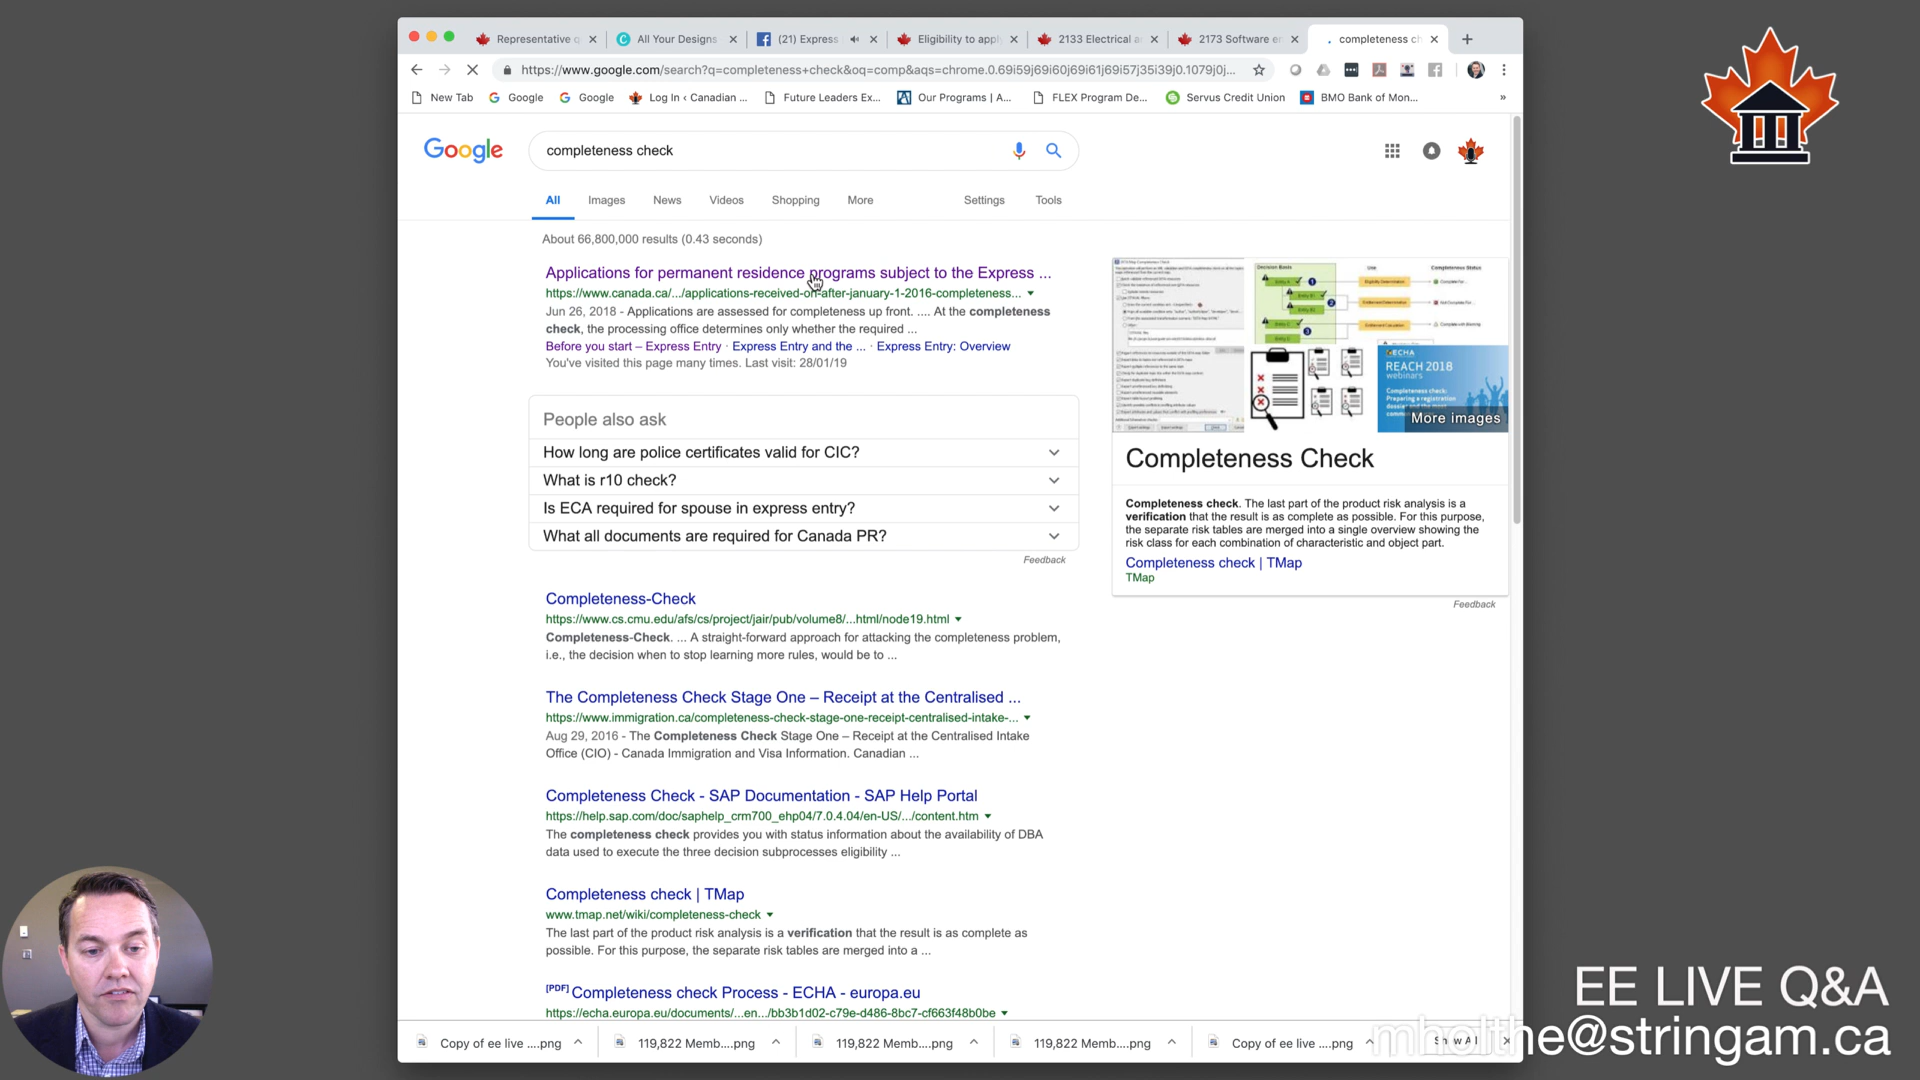 Representative q
All Your Designs
(21) Express
Eligibility to appl
2133 Electrical a
2173 Software e
completeness ch
https://www.google.com/search?q=completeness+check&oq=comp&aqs=chrome.0.69i59j69i60j69i61j69i57j35i39j0.1079j0j...
New Tab
Google
Google
Log In ‹ Canadian ...
Future Leaders Ex...
Our Programs | A...
FLEX Program De...
Servus Credit Union
BMO Bank of Mon...
»
Google
completeness check
All
Images
News
Videos
Shopping
More
Settings
Tools
About 66,800,000 results (0.43 seconds)
Applications for permanent residence programs subject to the Express ...
https://www.canada.ca/.../applications-received-on-after-january-1-2016-completeness...
Jun 26, 2018 - Applications are assessed for completeness up front. .... At the completeness
check, the processing office determines only whether the required ...
Before you start – Express Entry · Express Entry and the ... · Express Entry: Overview
You've visited this page many times. Last visit: 28/01/19
People also ask
How long are police certificates valid for CIC?
What is r10 check?
Is ECA required for spouse in express entry?
What all documents are required for Canada PR?
Feedback
Completeness-Check
https://www.cs.cmu.edu/afs/cs/project/jair/pub/volume8/...html/node19.html
Completeness-Check. ... A straight-forward approach for attacking the completeness problem,
i.e., the decision when to stop learning more rules, would be to ...
The Completeness Check Stage One – Receipt at the Centralised ...
https://www.immigration.ca/completeness-check-stage-one-receipt-centralised-intake-...
Aug 29, 2016 - The Completeness Check Stage One – Receipt at the Centralised Intake
Office (CIO) - Canada Immigration and Visa Information. Canadian ...
Completeness Check - SAP Documentation - SAP Help Portal
https://help.sap.com/doc/saphelp_crm700_ehp04/7.0.4.04/en-US/.../content.htm
The completeness check provides you with status information about the availability of DBA
data used to execute the three decision subprocesses eligibility ...
Completeness check | TMap
www.tmap.net/wiki/completeness-check
The last part of the product risk analysis is a verification that the result is as complete as
possible. For this purpose, the separate risk tables are merged into a ...
[PDF] Completeness check Process - ECHA - europa.eu
https://echa.europa.eu/documents/...en.../bb3b1d02-c79e-d486-8bc7-cf663f48b0be
Decision Basis
Use:
Completeness Status
ECHA
REACH 2018
webinars
Completeness check:
Preparing a registration
More images
Completeness Check
Completeness check. The last part of the product risk analysis is a
verification that the result is as complete as possible. For this purpose,
the separate risk tables are merged into a single overview showing the
risk class for each combination of characteristic and object part.
Completeness check | TMap
TMap
Feedback
Copy of ee live ....png
119,822 Memb....png
119,822 Memb....png
119,822 Memb....png
Copy of ee live ....png
Show All
EE LIVE Q&A
mholthe@stringam.ca